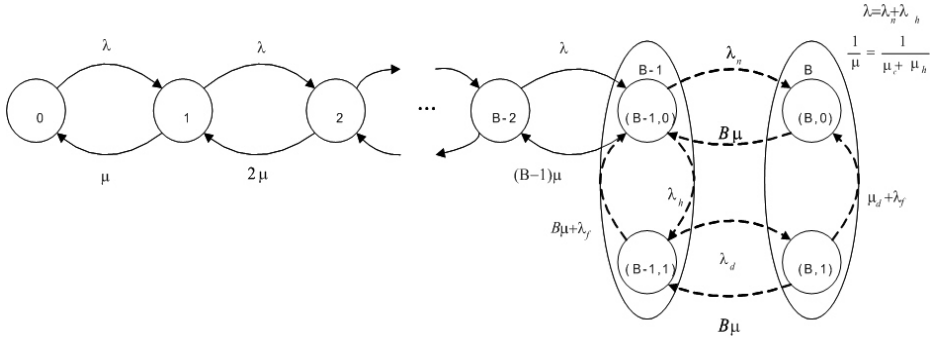 λ=λn+λh
1/μ = 1/(μc+ μh)
λ
λ
λ
B-1
λn
B
0
1
2
...
B-2
(B-1,0)
Bμ
(B,0)
μ
2μ
(B−1)μ
λh
μd+λf
Bμ+λf
(B-1,1)
λd
(B,1)
Bμ